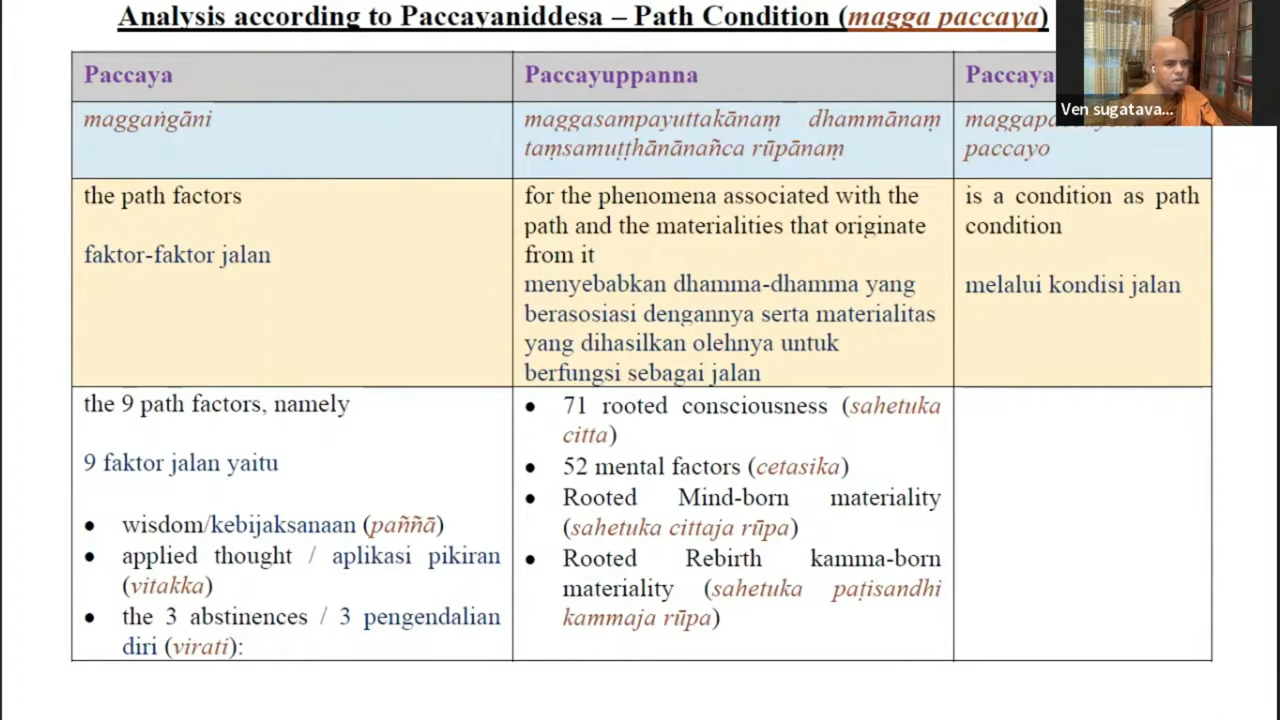 Analysis according to Paccayaniddesa – Path Condition (magga paccaya)
Paccaya
Paccayuppanna
Paccaya
maggaṅgāni
maggasampayuttakānaṃ dhammānaṃ
taṃsamuṭṭhānānañca rūpānaṃ
paccayo
the path factors
faktor-faktor jalan
for the phenomena associated with the
path and the materialities that originate
from it
menyebabkan dhamma-dhamma yang
berasosiasi dengannya serta materialitas
yang dihasilkan olehnya untuk
berfungsi sebagai jalan
is a condition as path
condition
melalui kondisi jalan
the 9 path factors, namely
9 faktor jalan yaitu
• wisdom/kebijaksanaan (paññā)
• applied thought / aplikasi pikiran
(vitakka)
• the 3 abstinences / 3 pengendalian
diri (virati):
• 71 rooted consciousness (sahetuka
citta)
• 52 mental factors (cetasika)
• Rooted Mind-born materiality
(sahetuka cittaja rūpa)
• Rooted Rebirth kamma-born
materiality (sahetuka paṭisandhi
kammaja rūpa)
Ven sugatava...